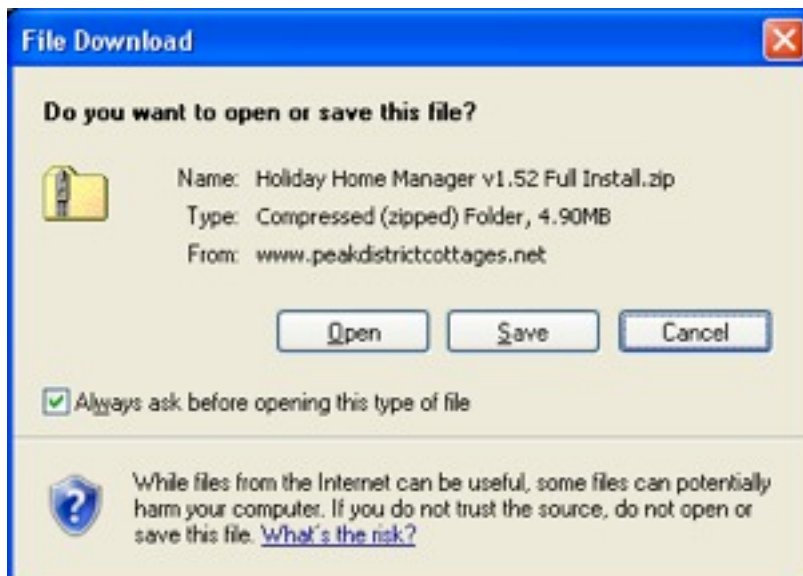 File Download
Do you want to open or save this file?
Name: Holiday Home Manager v1.52 Full Install.zip
Type: Compressed (zipped) Folder, 4.90MB
From: www.peakdistrictcottages.net
Open Save Cancel
Always ask before opening this type of file
While files from the Internet can be useful, some files can potentially
harm your computer. If you do not trust the source, do not open or
save this file. What's the risk?